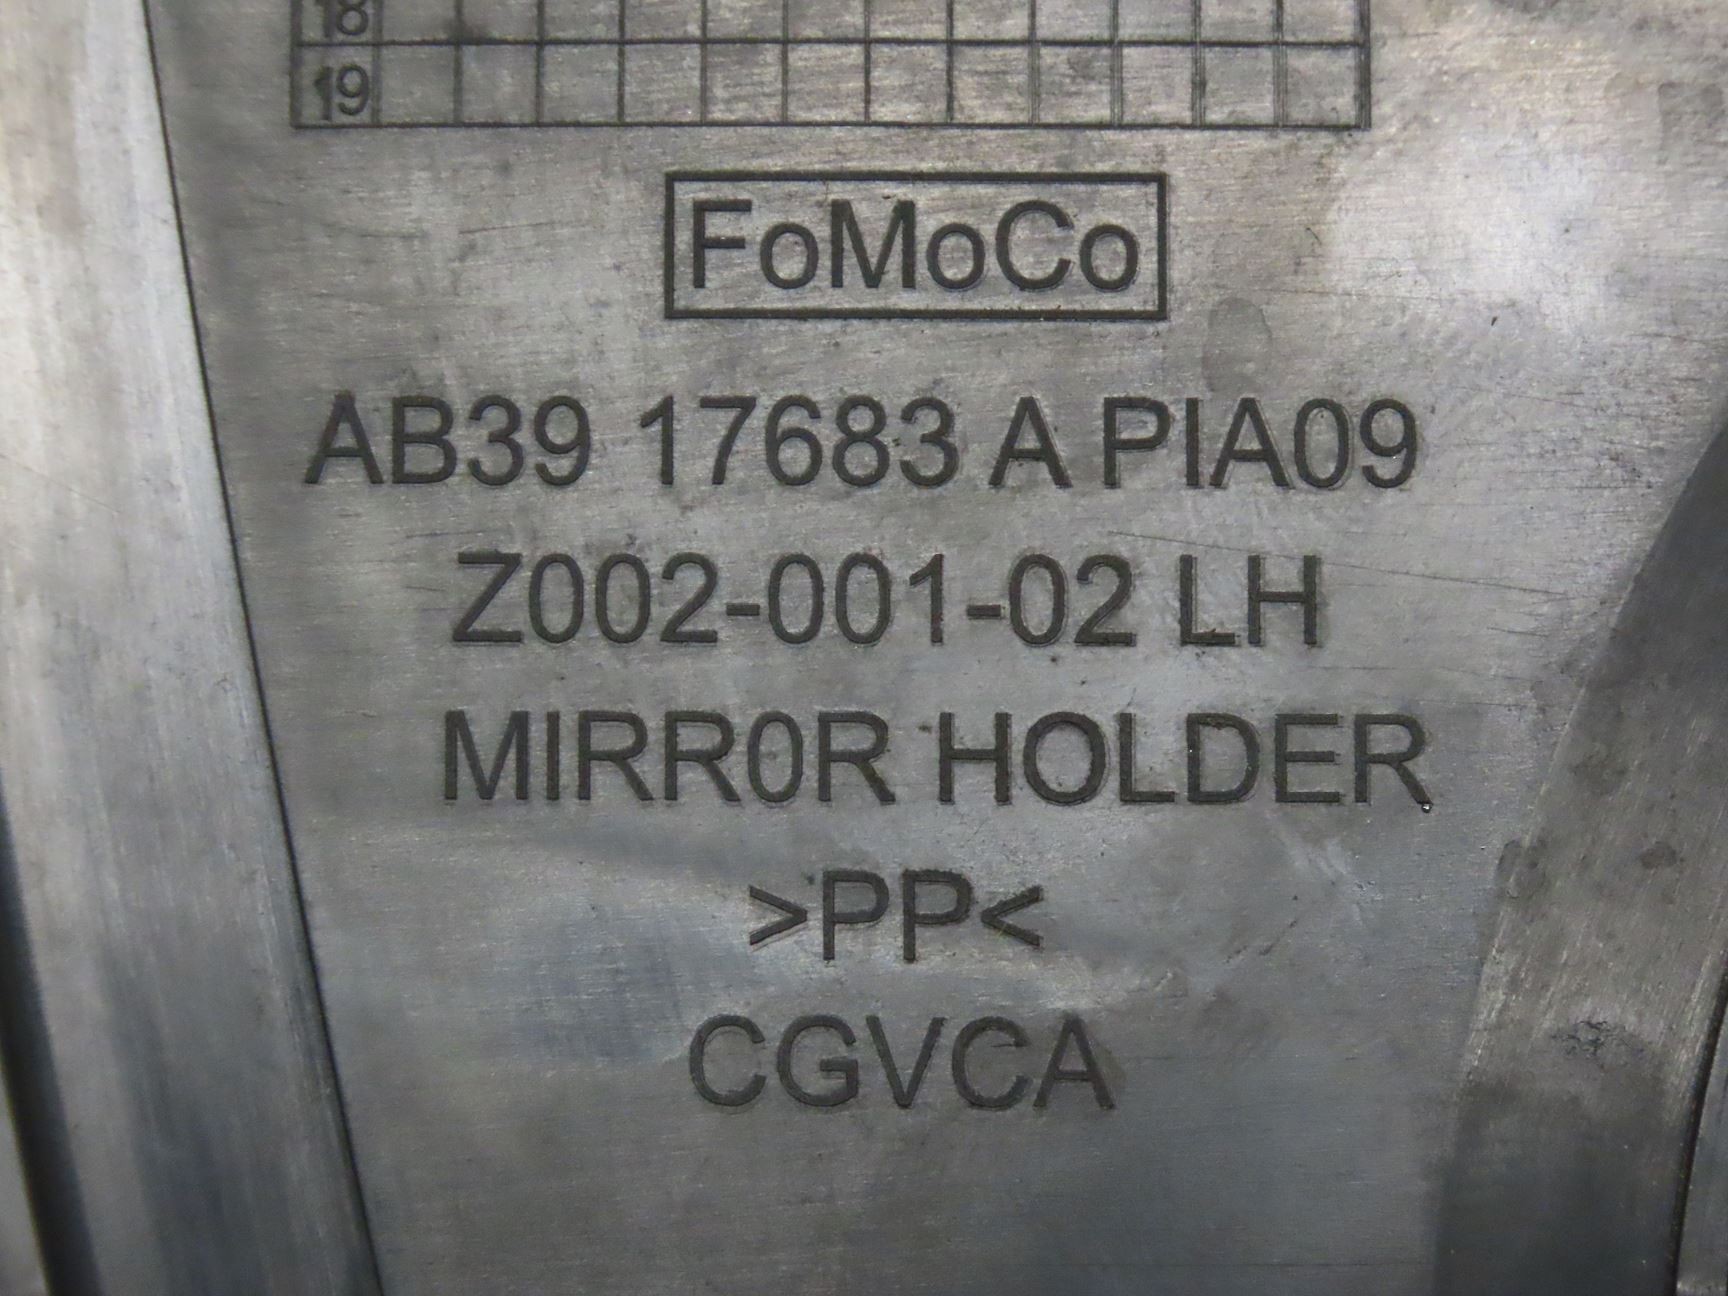 18
19
FoMoCo
AB39 17683 A PIA09
Z002-001-02 LH
MIRR0R HOLDER
>PP<
CGVCA